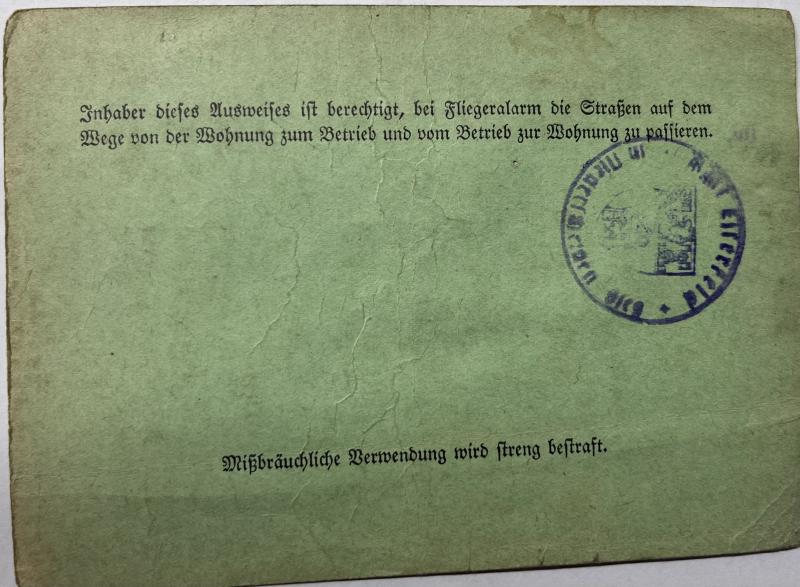 Inhaber dieses Ausweises ist berechtigt, bei Fliegeralarm die Straßen auf dem
Wege von der Wohnung zum Betrieb und vom Betrieb zur Wohnung zu passieren.
Mißbräuchliche Verwendung wird streng bestraft.